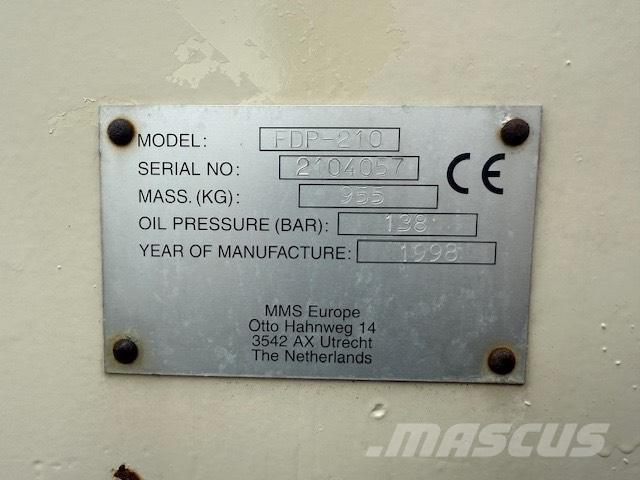 MODEL: FDP-210
SERIAL NO: 2104057
MASS.(KG): 955
OIL PRESSURE (BAR): 138
YEAR OF MANUFACTURE: 1998
CE
MMS Europe
Otto Hahnweg 14
3542 AX Utrecht
The Netherlands
MASCUS